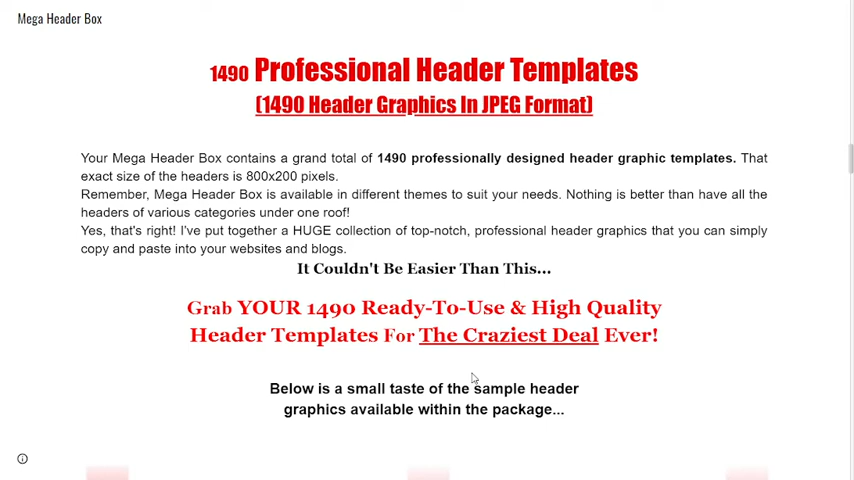 Mega Header Box
1490 Professional Header Templates
(1490 Header Graphics In JPEG Format)
Your Mega Header Box contains a grand total of 1490 professionally designed header graphic templates. That
exact size of the headers is 800x200 pixels.
Remember, Mega Header Box is available in different themes to suit your needs. Nothing is better than have all the
headers of various categories under one roof!
Yes, that's right! I've put together a HUGE collection of top-notch, professional header graphics that you can simply
copy and paste into your websites and blogs.
It Couldn't Be Easier Than This...
Grab YOUR 1490 Ready-To-Use & High Quality
Header Templates For The Craziest Deal Ever!
Below is a small taste of the sample header
graphics available within the package...